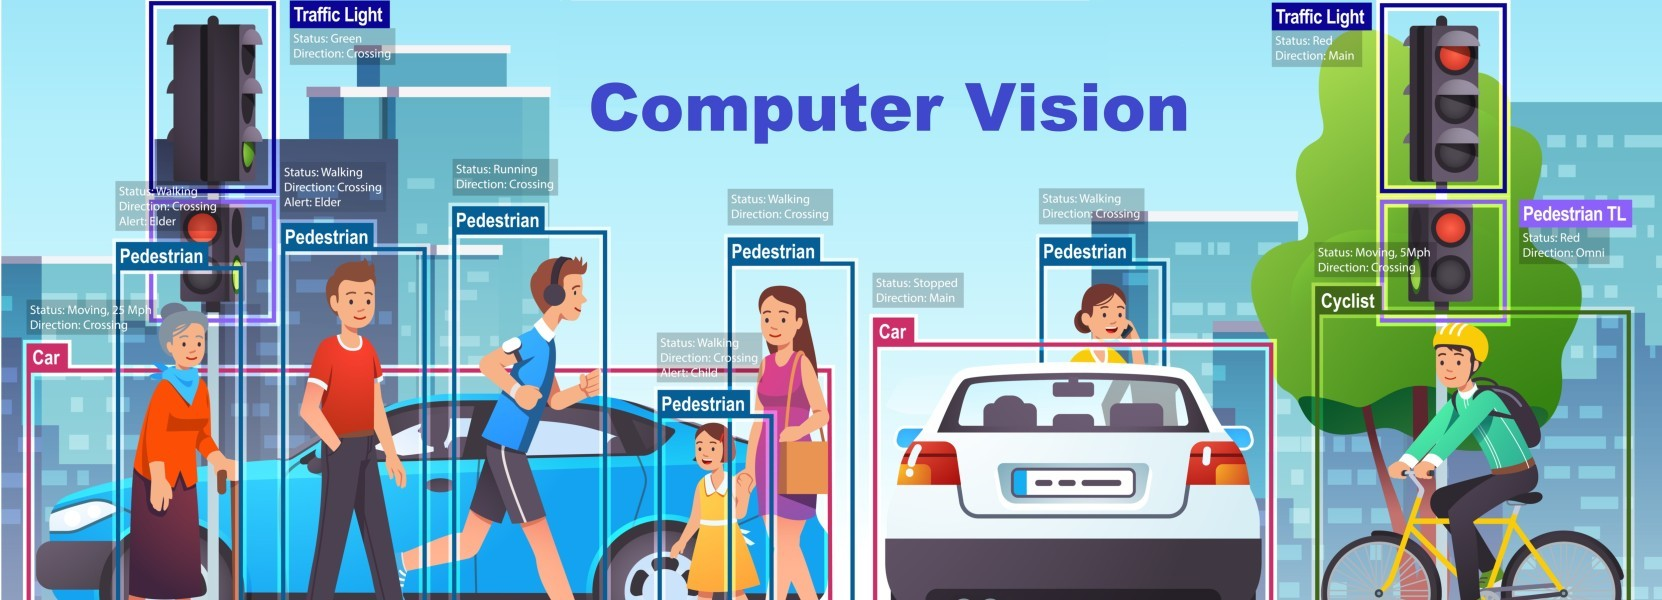 Traffic Light
Status: Green
Direction: Crossing
Computer Vision
Traffic Light
Status: Red
Direction: Main
Status: Walking
Direction: Crossing
Alert: Elder
Pedestrian
Status: Walking
Direction: Crossing
Alert: Elder
Pedestrian
Status: Running
Direction: Crossing
Pedestrian
Status: Walking
Direction: Crossing
Pedestrian
Status: Walking
Direction: Crossing
Pedestrian
Pedestrian TL
Status: Red
Direction: Omni
Status: Moving, 5Mph
Direction: Crossing
Cyclist
Status: Stopped
Direction: Main
Car
Status: Moving, 25 Mph
Direction: Crossing
Car
Status: Walking
Direction: Crossing
Alert: Child
Pedestrian